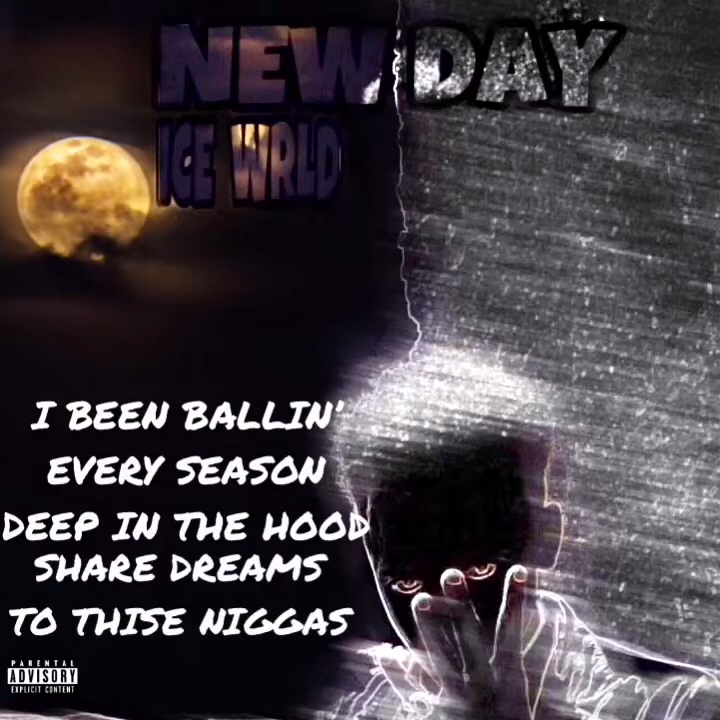 NEW DAY
ICE WRLD
I BEEN BALLIN'
EVERY SEASON
DEEP IN THE HOOD
SHARE DREAMS
TO THISE NIGGAS
PARENTAL
ADVISORY
EXPLICIT CONTENT